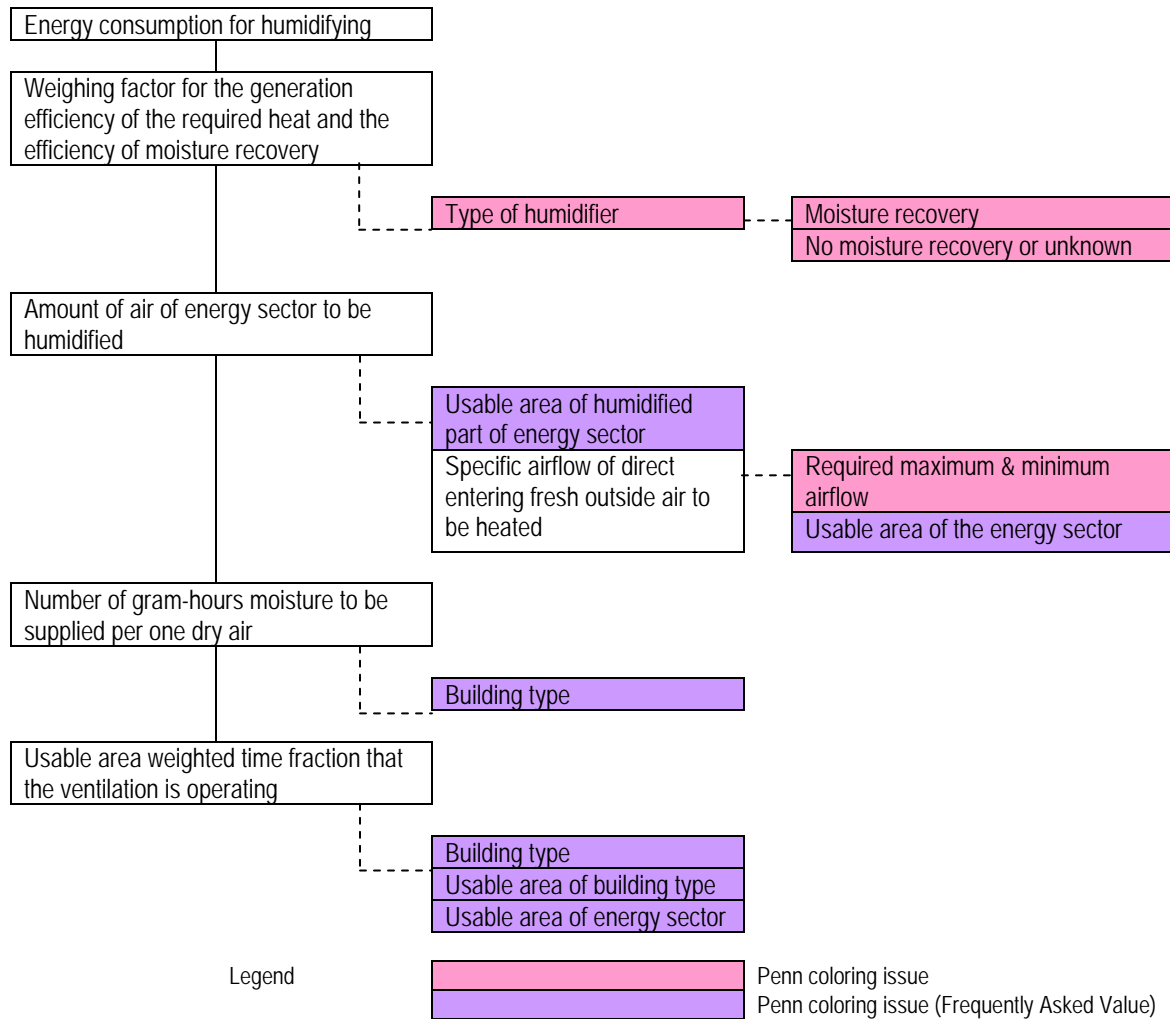 Energy consumption for humidifying
Weighing factor for the generation
efficiency of the required heat and the
efficiency of moisture recovery
Type of humidifier
Moisture recovery
No moisture recovery or unknown
Amount of air of energy sector to be
humidified
Usable area of humidified
part of energy sector
Specific airflow of direct
entering fresh outside air to
be heated
Required maximum & minimum
airflow
Usable area of the energy sector
Number of gram-hours moisture to be
supplied per one dry air
Building type
Usable area weighted time fraction that
the ventilation is operating
Building type
Usable area of building type
Usable area of energy sector
Legend
Penn coloring issue
Penn coloring issue (Frequently Asked Value)